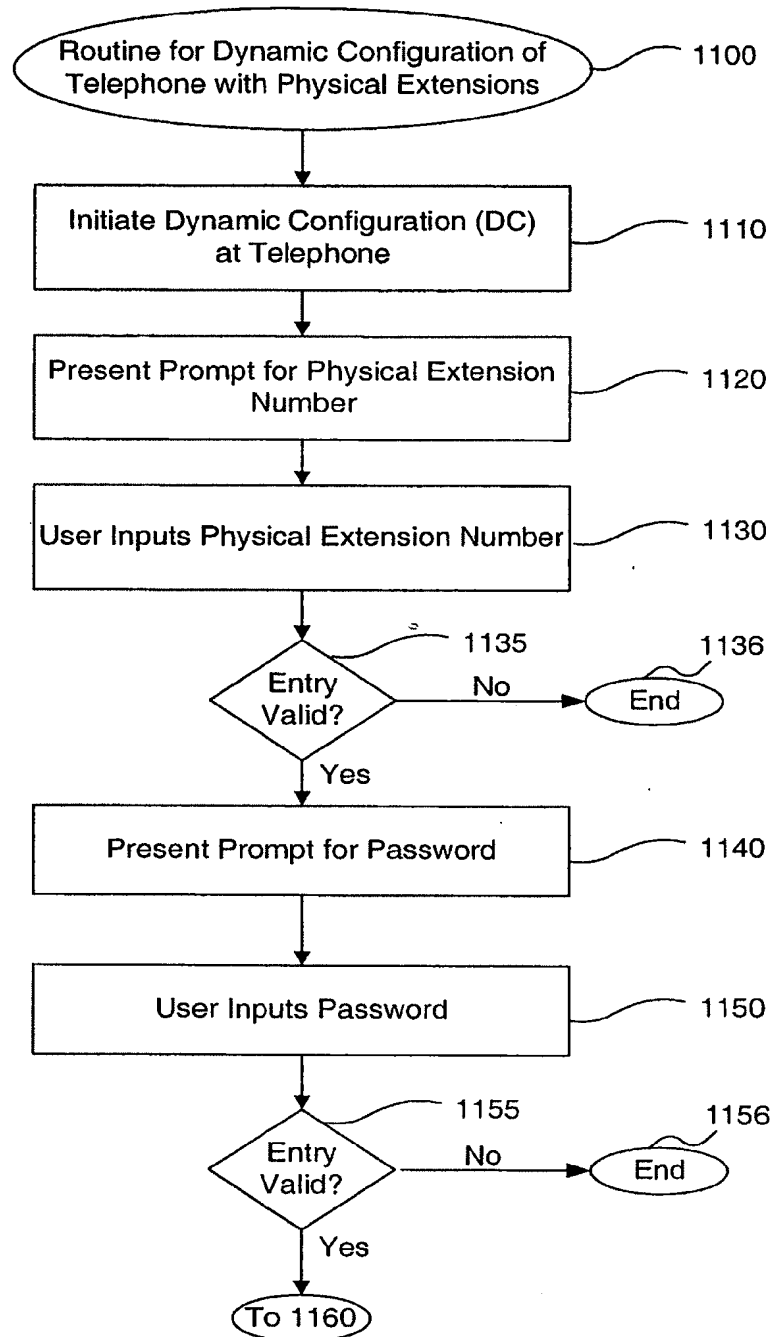 Routine for Dynamic Configuration of
Telephone with Physical Extensions
1100
Initiate Dynamic Configuration (DC)
at Telephone
1110
Present Prompt for Physical Extension
Number
1120
User Inputs Physical Extension Number
1130
1135
Entry
Valid?
No
1136
End
Yes
Present Prompt for Password
1140
User Inputs Password
1150
1155
Entry
Valid?
No
1156
End
Yes
To 1160